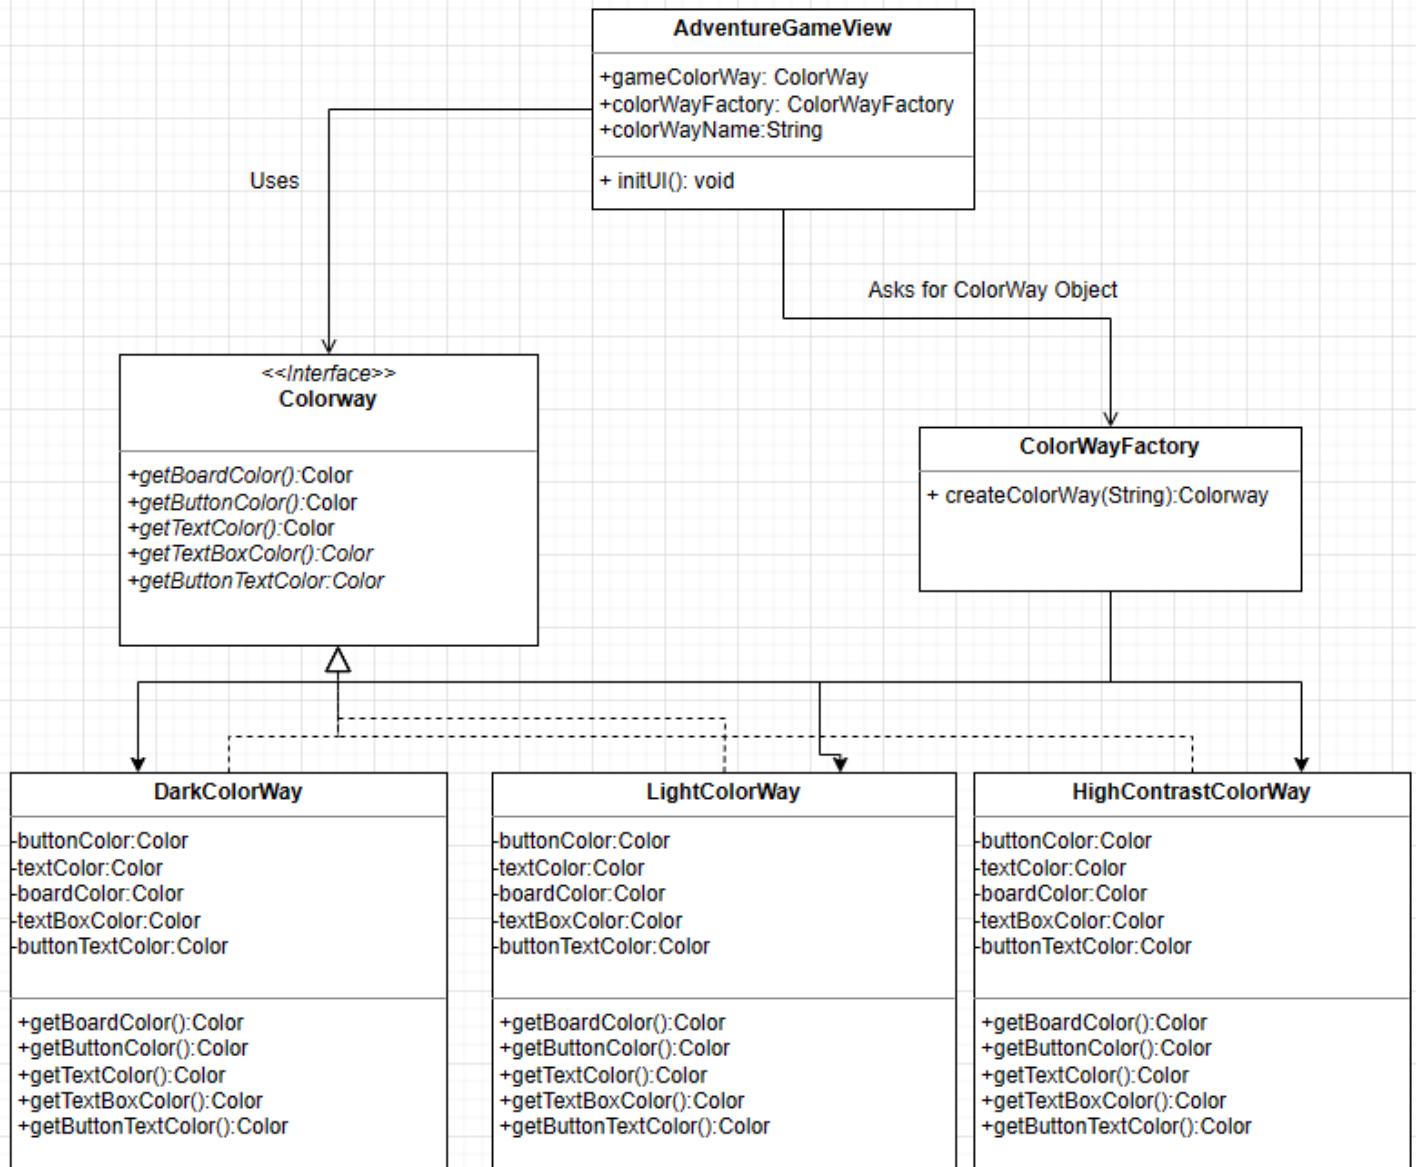 AdventureGameView
+gameColorWay: ColorWay
+colorWayFactory: ColorWayFactory
+colorWayName:String
+ initUI(): void
Uses
Asks for ColorWay Object
<<Interface>>
Colorway
+getBoardColor():Color
+getButtonColor():Color
+getTextColor():Color
+getTextBoxColor():Color
+getButtonTextColor:Color
ColorWayFactory
+ createColorWay(String):Colorway
DarkColorWay
-buttonColor:Color
-textColor:Color
-boardColor:Color
-textBoxColor:Color
-buttonTextColor:Color
+getBoardColor():Color
+getButtonColor():Color
+getTextColor():Color
+getTextBoxColor():Color
+getButtonTextColor():Color
LightColorWay
-buttonColor:Color
-textColor:Color
-boardColor:Color
-textBoxColor:Color
-buttonTextColor:Color
+getBoardColor():Color
+getButtonColor():Color
+getTextColor():Color
+getTextBoxColor():Color
+getButtonTextColor():Color
HighContrastColorWay
-buttonColor:Color
-textColor:Color
-boardColor:Color
-textBoxColor:Color
-buttonTextColor:Color
+getBoardColor():Color
+getButtonColor():Color
+getTextColor():Color
+getTextBoxColor():Color
+getButtonTextColor():Color